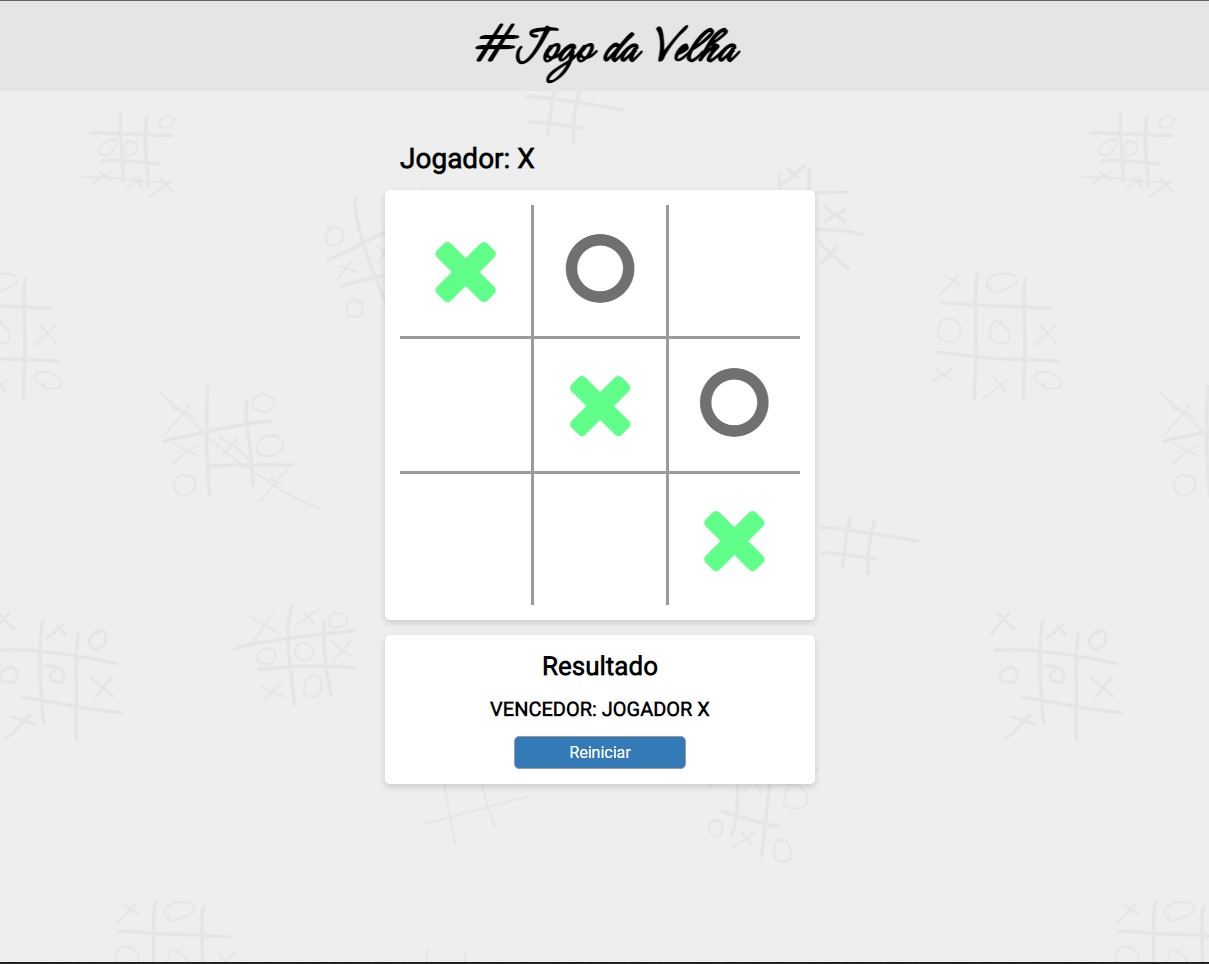 #Jogo da Velha
Jogador: X
Resultado
VENCEDOR: JOGADOR X
Reiniciar